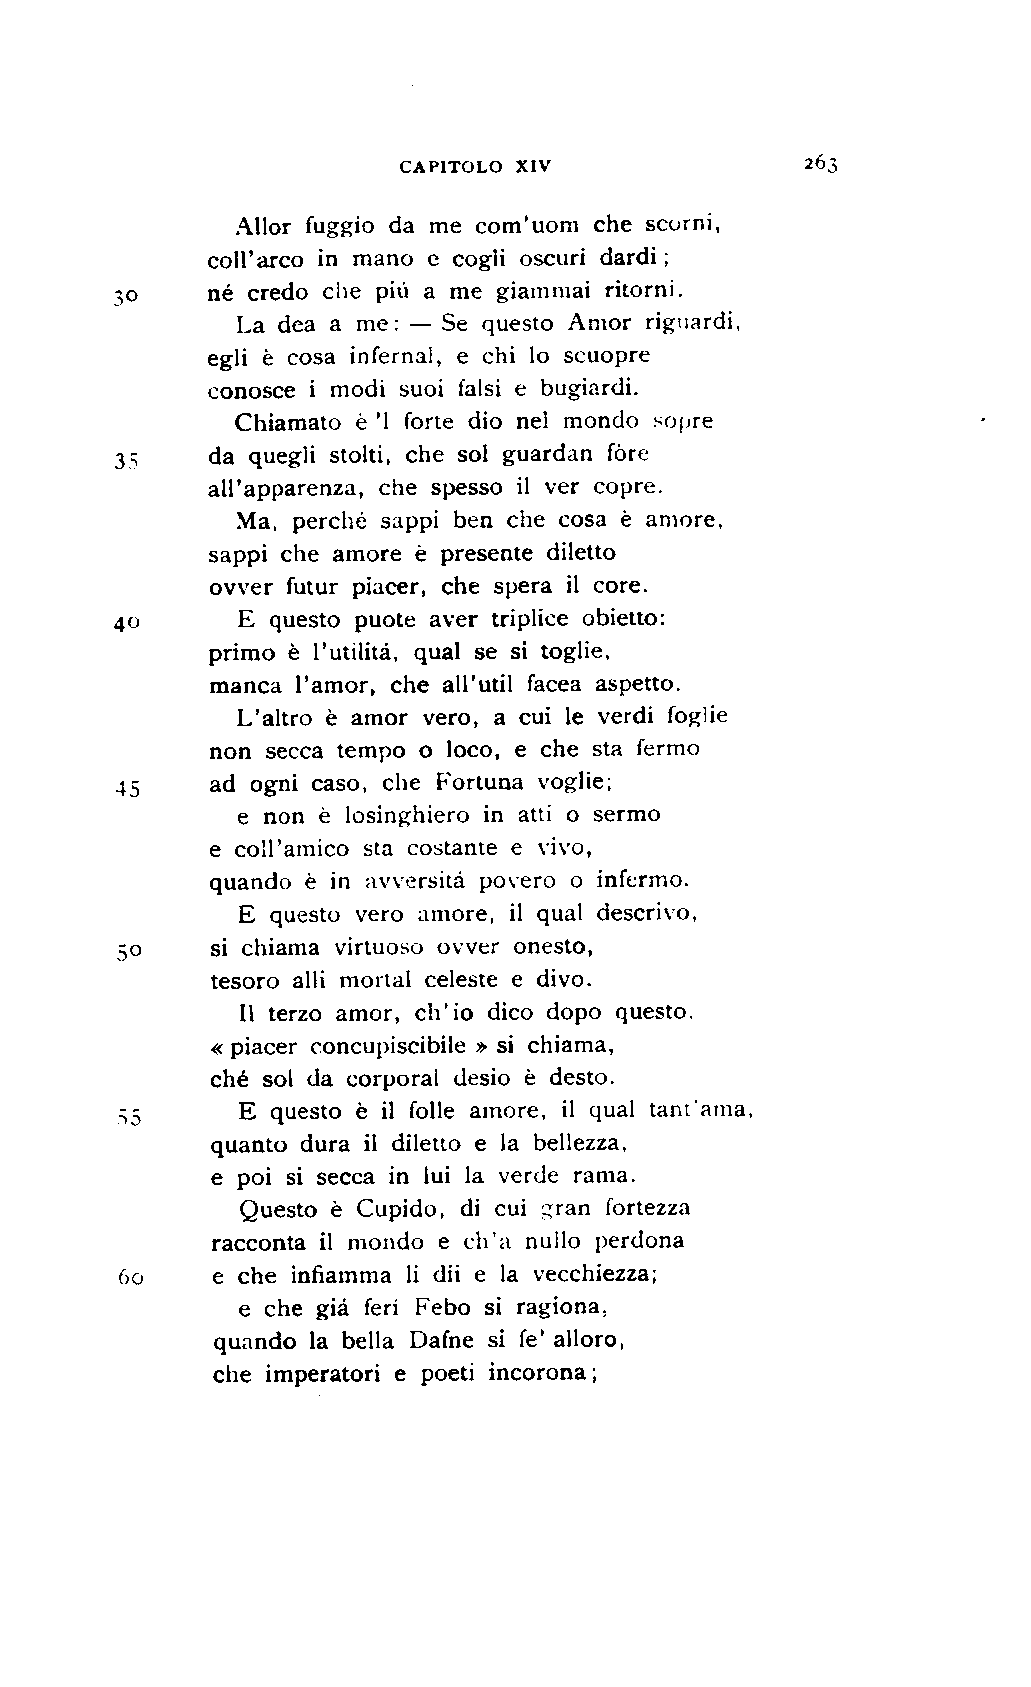 CAPITOLO XIV 263
Allor fuggio da me com'uom che scorni,
coll'arco in mano e cogli oscuri dardi;
30 né credo che piú a me giammai ritorni.
La dea a me: — Se questo Amor riguardi,
egli è cosa infernal, e chi lo scuopre
conosce i modi suoi falsi e bugiardi.
Chiamato è 'l forte dio nel mondo sopre
35 da quegli stolti, che sol guardan fòre
all'apparenza, che spesso il ver copre.
Ma, perché sappi ben che cosa è amore,
sappi che amore è presente diletto
ovver futur piacer, che spera il core.
40 E questo puote aver triplice obietto:
primo è l'utilitá, qual se si toglie,
manca l'amor, che all'util facea aspetto.
L'altro è amor vero, a cui le verdi foglie
non secca tempo o loco, e che sta fermo
45 ad ogni caso, che Fortuna voglie;
e non è losinghiero in atti o sermo
e coll'amico sta costante e vivo,
quando è in avversitá povero o infermo.
E questo vero amore, il qual descrivo,
50 si chiama virtuoso ovver onesto,
tesoro alli mortal celeste e divo.
Il terzo amor, ch'io dico dopo questo,
« piacer concupiscibile » si chiama,
ché sol da corporal desio è desto.
55 E questo è il folle amore, il qual tant'ama,
quanto dura il diletto e la bellezza,
e poi si secca in lui la verde rama.
Questo è Cupido, di cui gran fortezza
racconta il mondo e ch'a nullo perdona
60 e che infiamma li dii e la vecchiezza;
e che giá ferí Febo si ragiona,
quando la bella Dafne si fe' alloro,
che imperatori e poeti incorona;